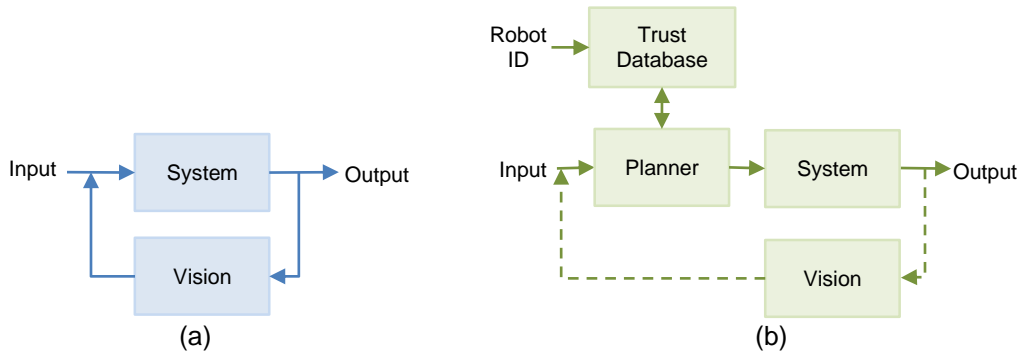 Input
System
Output
Vision
(a)
Robot
ID
Trust
Database
Input
Planner
System
Output
Vision
(b)